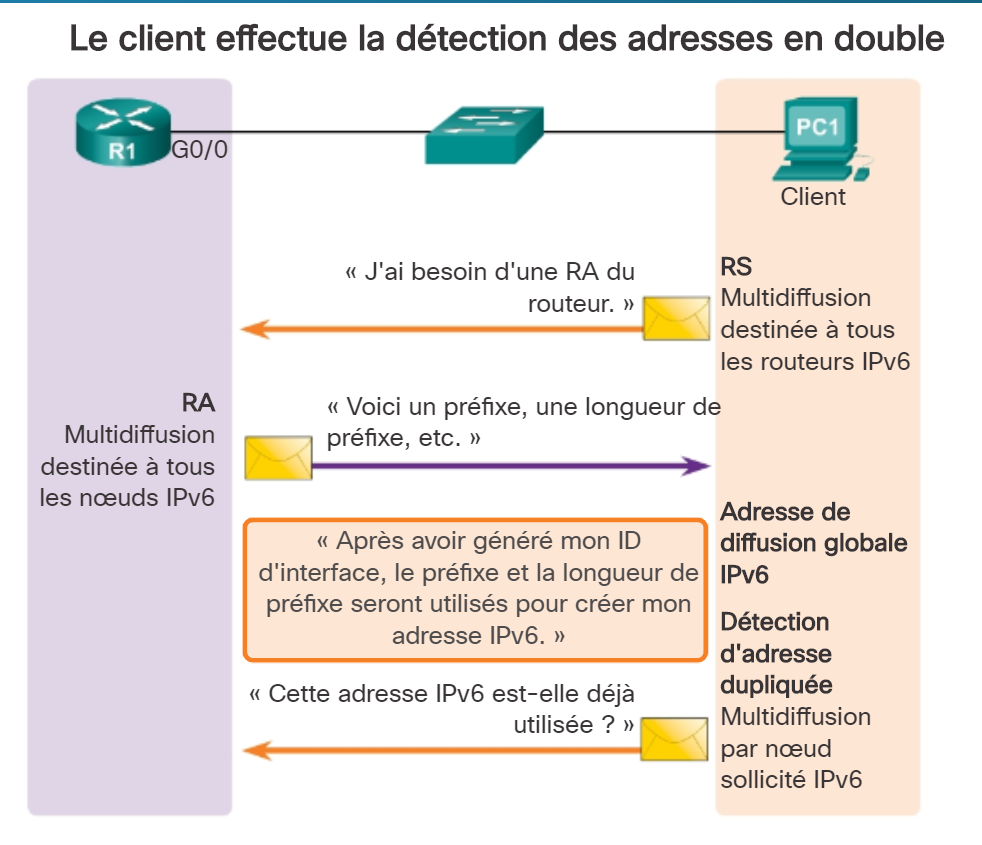 Le client effectue la détection des adresses en double
R1
G0/0
PC1
Client
« J'ai besoin d'une RA du
routeur. »
RS
Multidiffusion
destinée à tous
les routeurs IPv6
RA
Multidiffusion
destinée à tous
les nœuds IPv6
« Voici un préfixe, une longueur de
préfixe, etc. »
« Après avoir généré mon ID
d'interface, le préfixe et la longueur de
préfixe seront utilisés pour créer mon
adresse IPv6. »
Adresse de
diffusion globale
IPv6
« Cette adresse IPv6 est-elle déjà
utilisée ? »
Détection
d'adresse
dupliquée
Multidiffusion
par nœud
sollicité IPv6